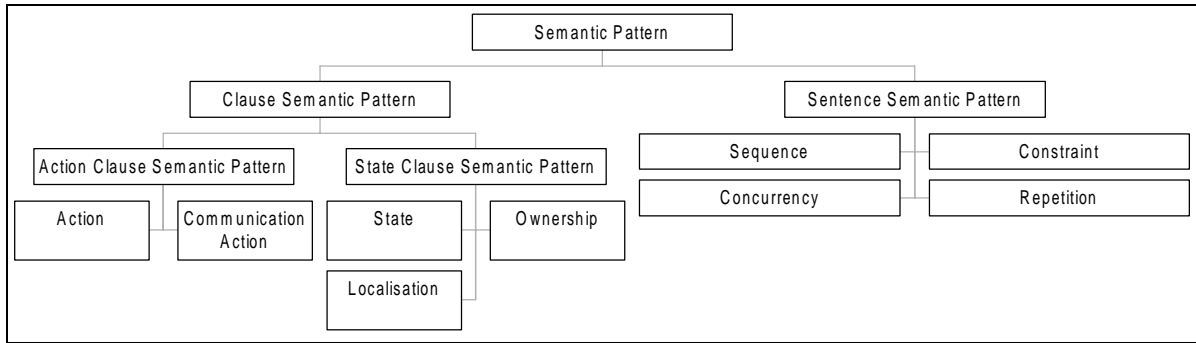 Semantic Pattern
Clause Semantic Pattern
Sentence Semantic Pattern
Action Clause Semantic Pattern
State Clause Semantic Pattern
Sequence
Constraint
Concurrency
Repetition
Action
Communication
Action
State
Ownership
Localisation